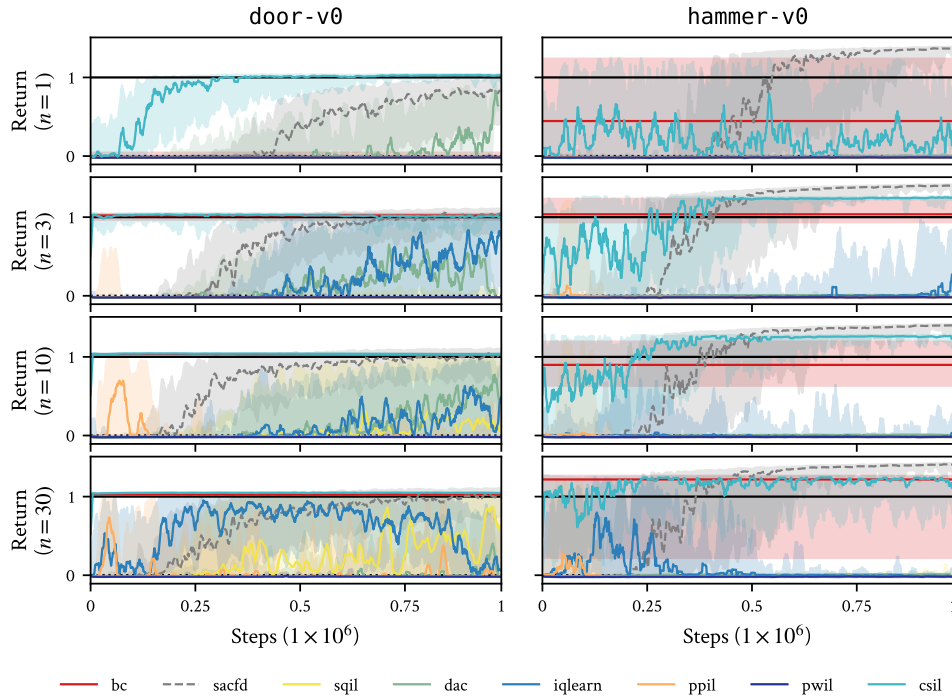 door-v0 hammer-v0
Return
(n = 1)
1
0
Return
(n = 3)
1
0
Return
(n = 10)
1
0
Return
(n = 30)
1
0
0 0.25 0.5 0.75 1 0 0.25 0.5 0.75 1
Steps (1 × 10⁶) Steps (1 × 10⁶)
bc sacfd sqil dac iqlearn ppil pwil csil